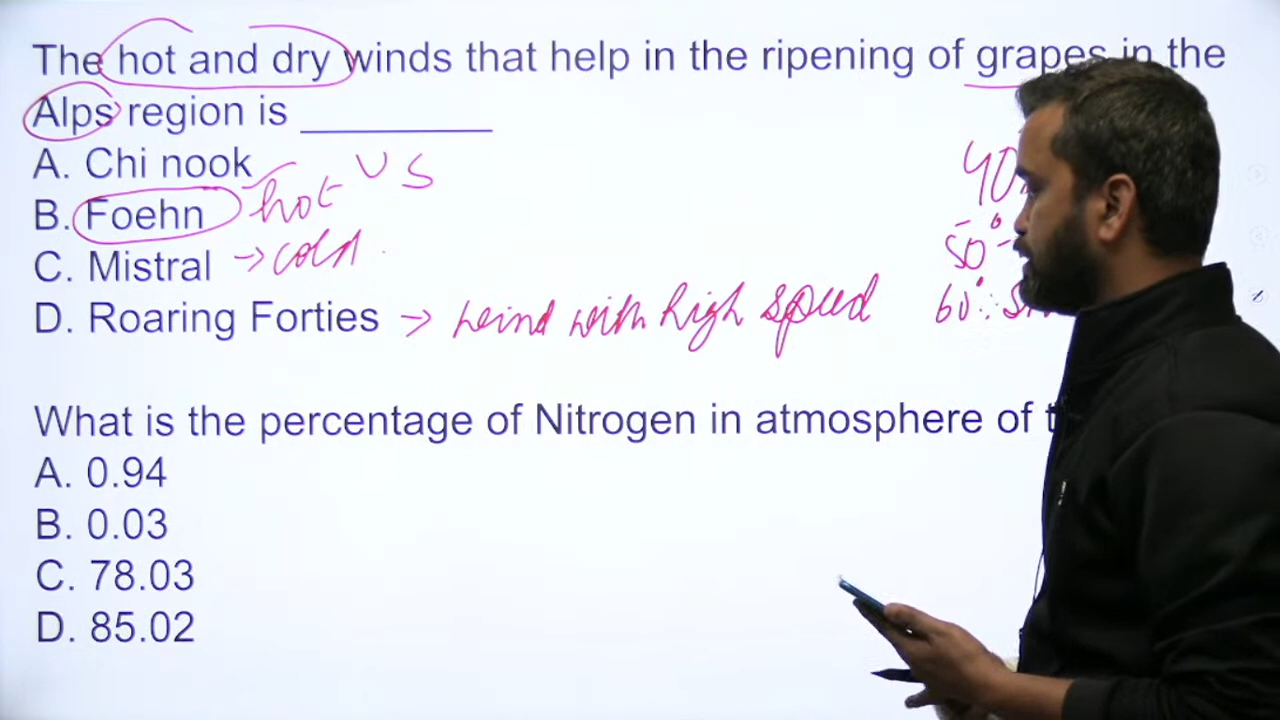 The hot and dry winds that help in the ripening of grapes in the
Alps region is __________
A. Chi nook US
B. Foehn hot
C. Mistral → cold
D. Roaring Forties → wind with high speed
40
50°
60°
What is the percentage of Nitrogen in atmosphere of
A. 0.94
B. 0.03
C. 78.03
D. 85.02